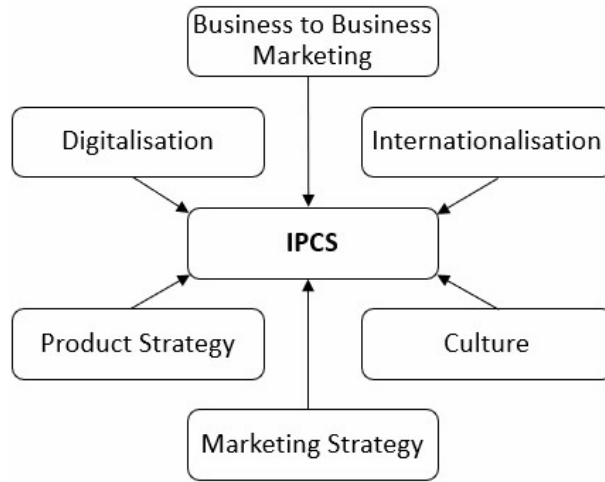 Business to Business
Marketing
Digitalisation
Internationalisation
IPCS
Product Strategy
Culture
Marketing Strategy